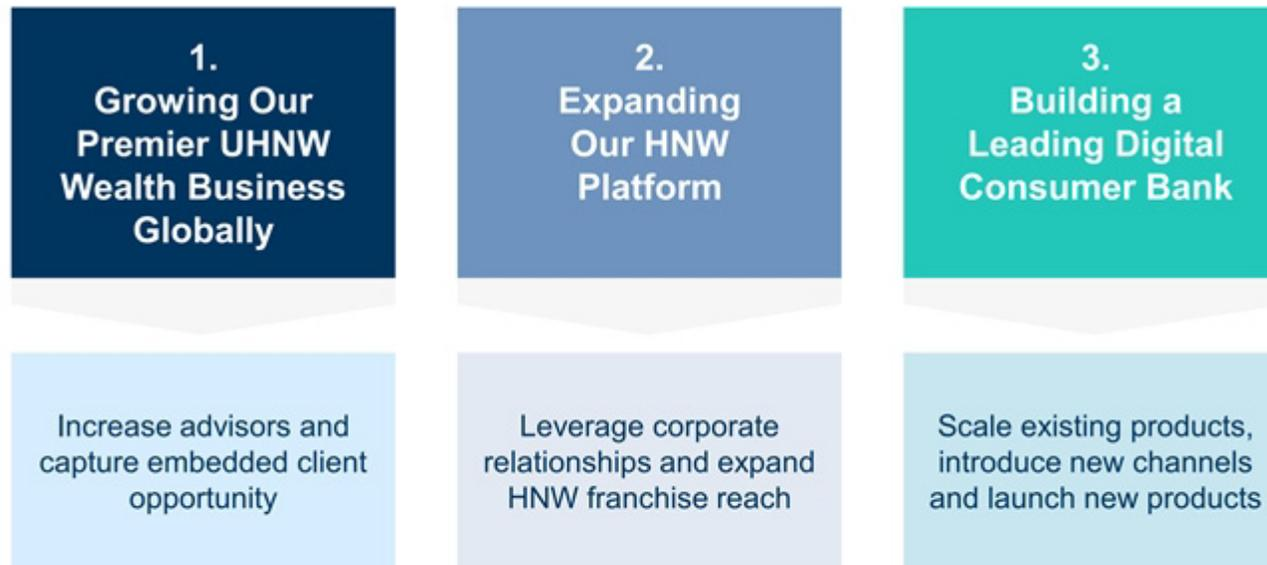 1.
Growing Our
Premier UHNW
Wealth Business
Globally
Increase advisors and
capture embedded client
opportunity
2.
Expanding
Our HNW
Platform
Leverage corporate
relationships and expand
HNW franchise reach
3.
Building a
Leading Digital
Consumer Bank
Scale existing products,
introduce new channels
and launch new products